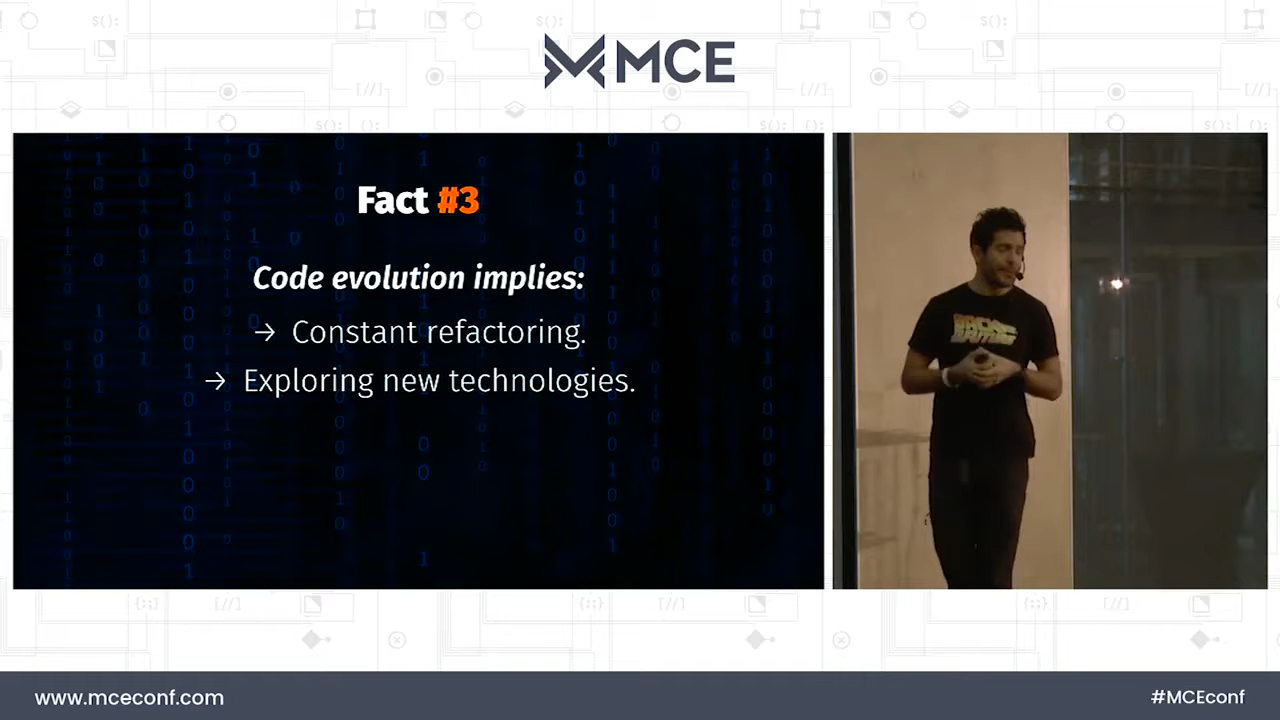 MCE
Fact #3
Code evolution implies:
→ Constant refactoring.
→ Exploring new technologies.
www.mceconf.com
#MCEconf